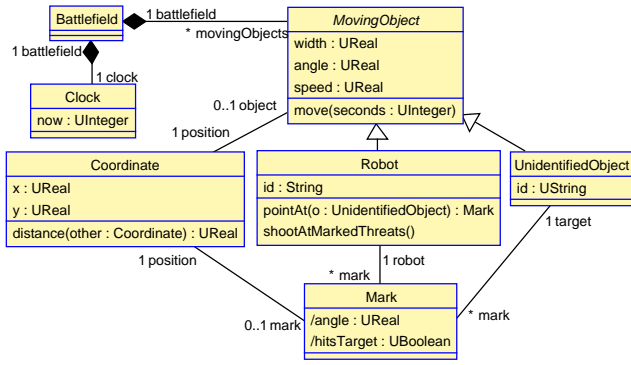 Battlefield
1 battlefield
* movingObjects
1 battlefield
1 clock
Clock
now : UInteger
MovingObject
width : UReal
angle : UReal
speed : UReal
move(seconds : UInteger)
0..1 object
1 position
Coordinate
x : UReal
y : UReal
distance(other : Coordinate) : UReal
Robot
id : String
pointAt(o : UnidentifiedObject) : Mark
shootAtMarkedThreats()
UnidentifiedObject
id : UString
1 position
1 robot
1 target
* mark
0..1 mark
* mark
Mark
/angle : UReal
/hitsTarget : UBoolean